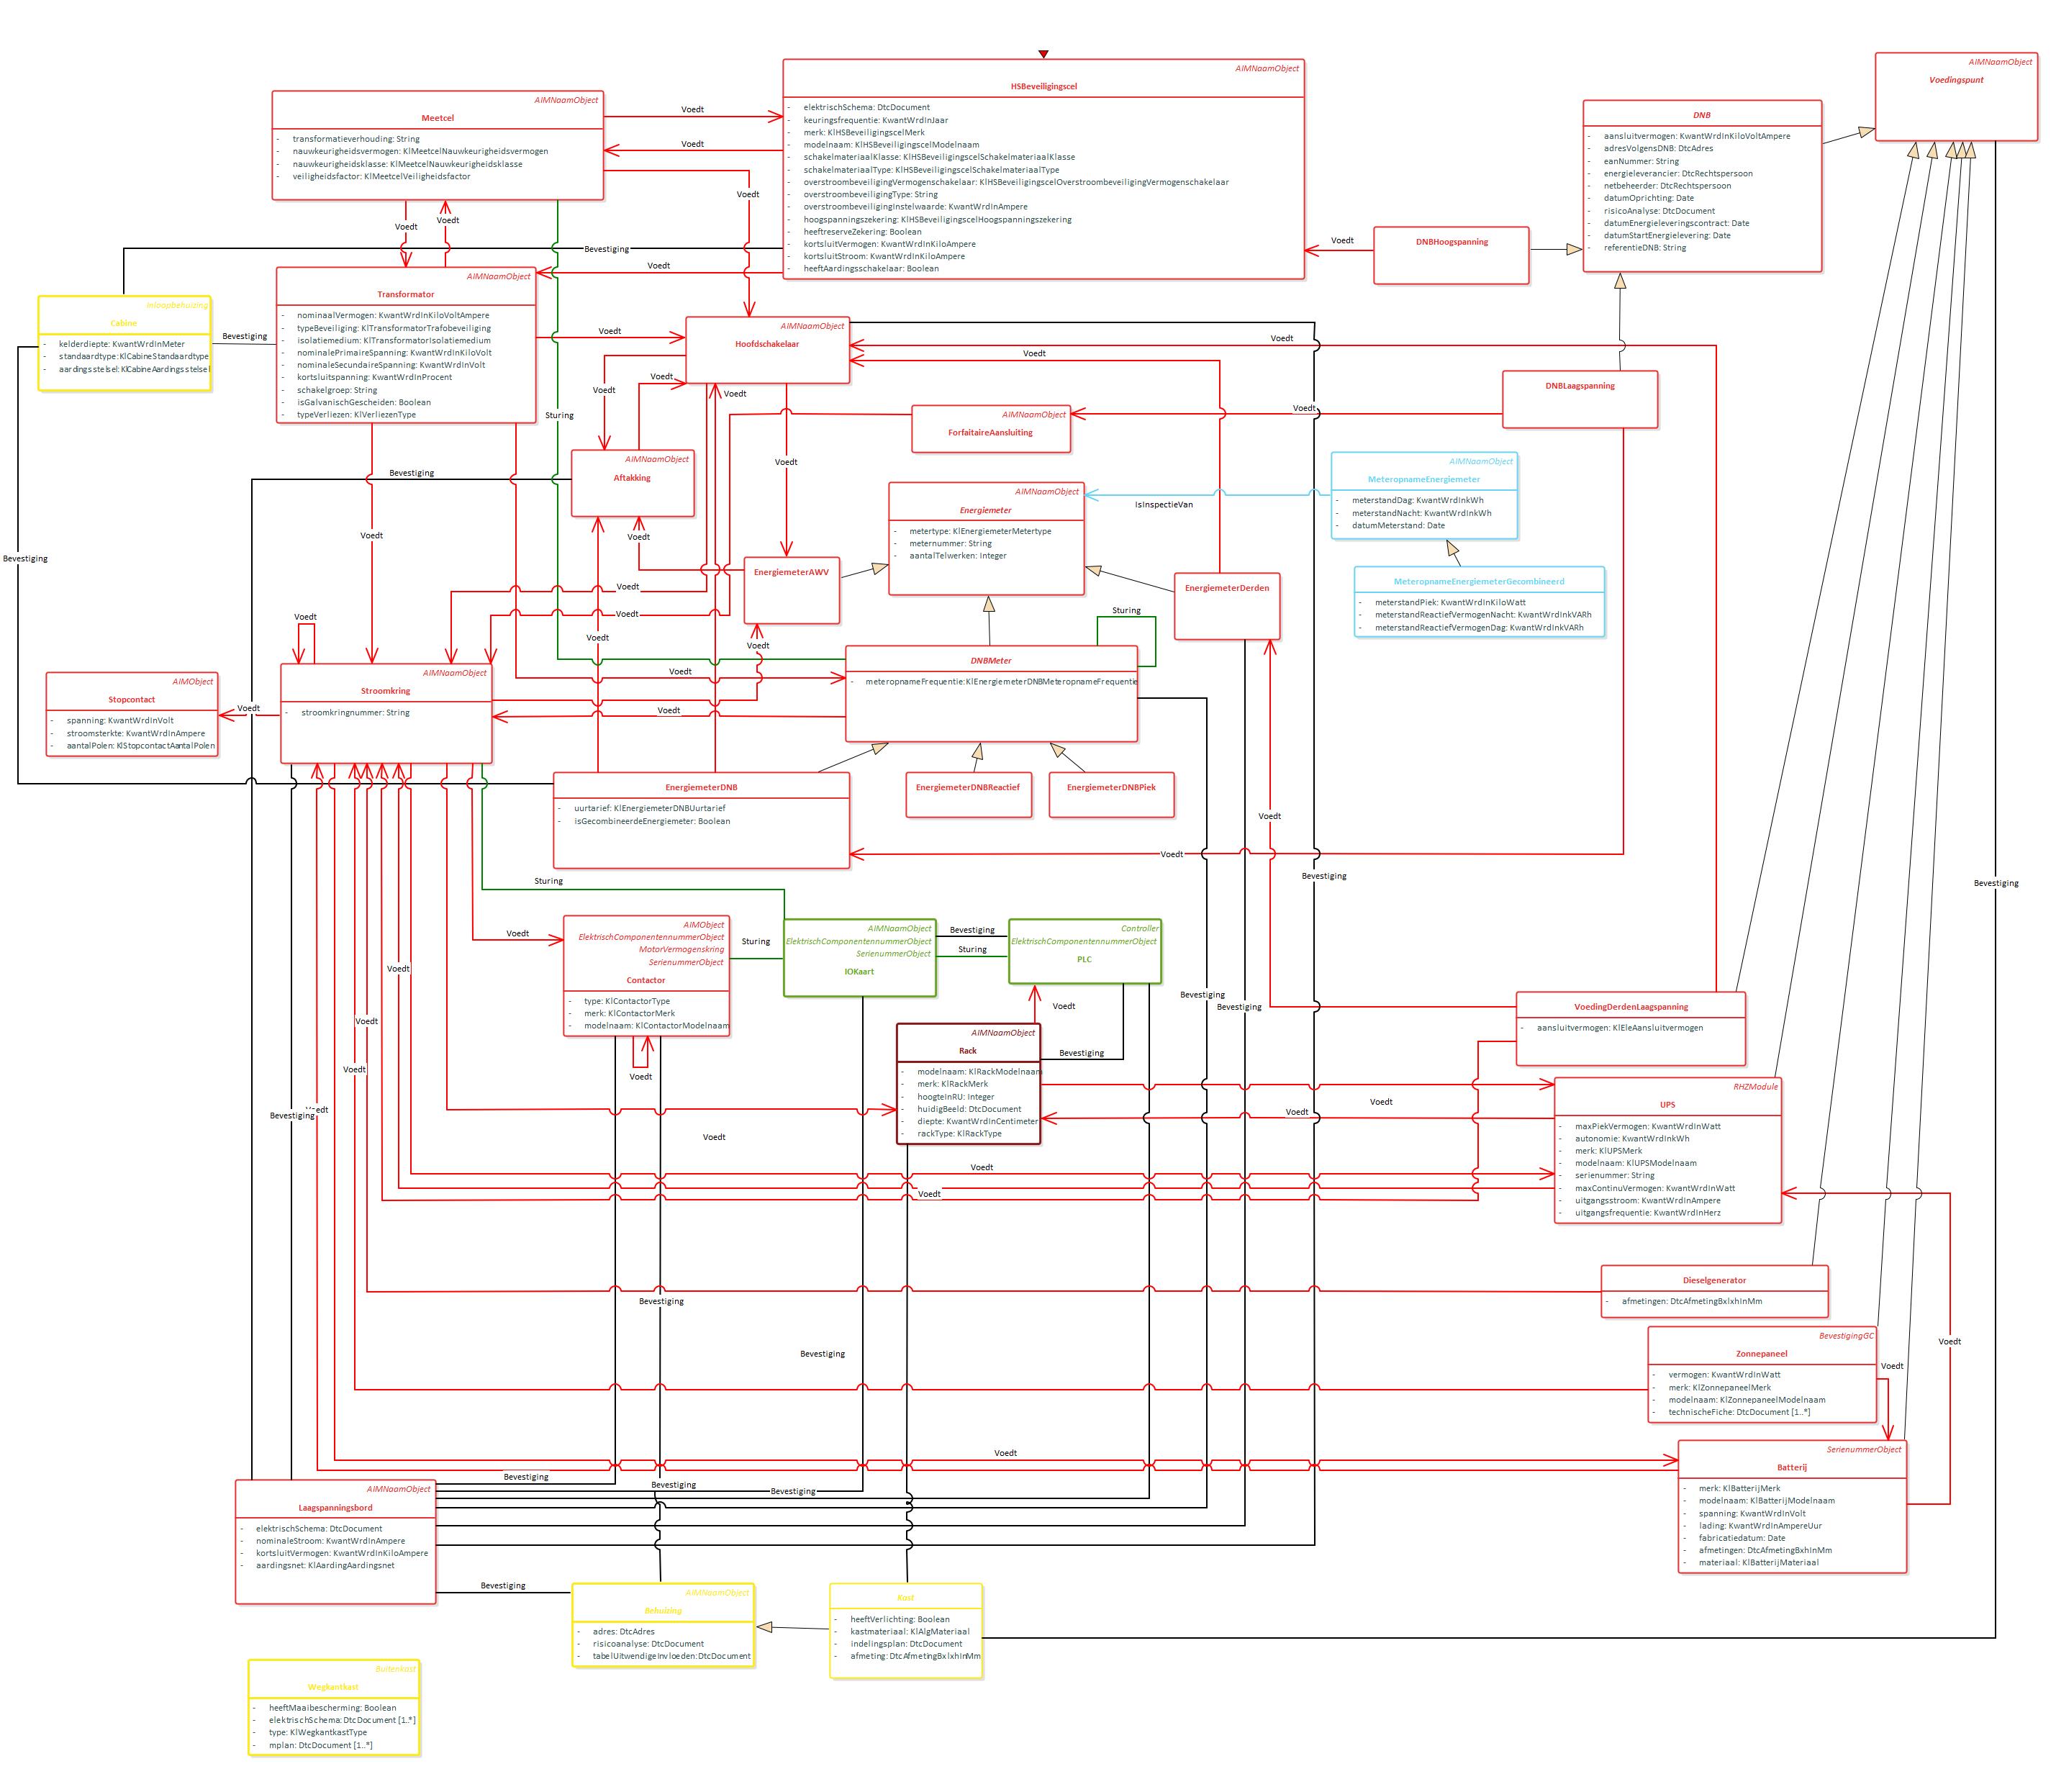 AIMNaamObject
HSBeveiligingscel
- elektrischSchema: DtcDocument
- keuringsfrequentie: KwantWrdInJaar
- merk: KlHSBeveiligingscelMerk
- modelnaam: KlHSBeveiligingscelModelnaam
- schakelmateriaalKlasse: KlHSBeveiligingscelSchakelmateriaalKlasse
- schakelmateriaalType: KlHSBeveiligingscelSchakelmateriaalType
- overstroombeveiligingVermogenschakelaar: KlHSBeveiligingscelOverstroombeveiligingVermogenschakelaar
- overstroombeveiligingType: String
- overstroombeveiligingInstelwaarde: KwantWrdInAmpere
- hoogspanningszekering: KlHSBeveiligingscelHoogspanningszekering
- heeftreserveZekering: Boolean
- kortsluitVermogen: KwantWrdInKiloAmpere
- kortsluitStroom: KwantWrdInKiloAmpere
- heeftAardingsschakelaar: Boolean
AIMNaamObject
Voedingspunt
AIMNaamObject
Meetcel
- transformatieverhouding: String
- nauwkeurigheidsvermogen: KlMeetcelNauwkeurigheidsvermogen
- nauwkeurigheidsklasse: KlMeetcelNauwkeurigheidsklasse
- veiligheidsfactor: KlMeetcelVeiligheidsfactor
Voedt
Voedt
Voedt
Voedt
Voedt
Bevestiging
Voedt
DNB
- aansluitvermogen: KwantWrdInKiloVoltAmpere
- adresVolgensDNB: DtcAdres
- eanNummer: String
- energieleverancier: DtcRechtspersoon
- netbeheerder: DtcRechtspersoon
- datumOprichting: Date
- risicoAnalyse: DtcDocument
- datumEnergieleveringscontract: Date
- datumStartEnergielevering: Date
- referentieDNB: String
DNBHoogspanning
Voedt
AIMNaamObject
Transformator
- nominaalVermogen: KwantWrdInKiloVoltAmpere
- typeBeveiliging: KlTransformatorTrafobeveiliging
- isolatiemedium: KlTransformatorIsolatiemedium
- nominalePrimaireSpanning: KwantWrdInKiloVolt
- nominaleSecundaireSpanning: KwantWrdInVolt
- kortsluitspanning: KwantWrdInProcent
- schakelgroep: String
- isGalvanischGescheiden: Boolean
- typeVerliezen: KlVerliezenType
Inloopbehuizing
Cabine
- kelderdiepte: KwantWrdInMeter
- standaardtype: KlCabineStandaardtype
- aardingsstelsel: KlCabineAardingsstelsel
Bevestiging
Voedt
AIMNaamObject
Hoofdschakelaar
Voedt
Voedt
Voedt
Voedt
Voedt
Sturing
DNBLaagspanning
AIMNaamObject
ForfaitaireAansluiting
Voedt
AIMNaamObject
Aftakking
Bevestiging
Voedt
Voedt
Voedt
AIMNaamObject
Energiemeter
- metertype: KlEnergiemeterMetertype
- meternummer: String
- aantalTelwerken: Integer
IsInspectieVan
AIMNaamObject
MeteropnameEnergiemeter
- meterstandDag: KwantWrdInkWh
- meterstandNacht: KwantWrdInkWh
- datumMeterstand: Date
MeteropnameEnergiemeterGecombineerd
- meterstandPiek: KwantWrdInKiloWatt
- meterstandReactiefVermogenNacht: KwantWrdInkVARh
- meterstandReactiefVermogenDag: KwantWrdInkVARh
Bevestiging
EnergiemeterAWV
EnergiemeterDerden
Voedt
Voedt
Voedt
Voedt
Voedt
Sturing
DNBMeter
- meteropnameFrequentie:KlEnergiemeterDNBMeteropnameFrequentie
Voedt
Voedt
AIMNaamObject
Stroomkring
- stroomkringnummer: String
AIMObject
Stopcontact
- spanning: KwantWrdInVolt
- stroomsterkte: KwantWrdInAmpere
- aantalPolen: KlStopcontactAantalPolen
Voedt
EnergiemeterDNB
- uurtarief: KlEnergiemeterDNBUurtarief
- isGecombineerdeEnergiemeter: Boolean
EnergiemeterDNBReactief
EnergiemeterDNBPiek
Voedt
Voedt
Bevestiging
Bevestiging
Sturing
AIMObject
ElektrischComponentennummerObject
MotorVermogenskring
SerienummerObject
Contactor
- type: KlContactorType
- merk: KlContactorMerk
- modelnaam: KlContactorModelnaam
Voedt
Sturing
AIMNaamObject
ElektrischComponentennummerObject
SerienummerObject
IOKaart
Bevestiging
Sturing
Controller
ElektrischComponentennummerObject
PLC
Voedt
Bevestiging
Bevestiging
Voedt
Voedt
Voedt
Voedt
Bevestiging
Voedt
Voedt
AIMNaamObject
Rack
- modelnaam: KlRackModelnaam
- merk: KlRackMerk
- hoogteInRU: Integer
- huidigBeeld: DtcDocument
- diepte: KwantWrdInCentimeter
- rackType: KlRackType
Bevestiging
VoedingDerdenLaagspanning
- aansluitvermogen: KlEleAansluitvermogen
RHZModule
UPS
- maxPiekVermogen: KwantWrdInWatt
- autonomie: KwantWrdInkWh
- merk: KlUPSMerk
- modelnaam: KlUPSModelnaam
- serienummer: String
- maxContinuVermogen: KwantWrdInWatt
- uitgangsstroom: KwantWrdInAmpere
- uitgangsfrequentie: KwantWrdInHerz
Voedt
Voedt
Voedt
Voedt
Voedt
Dieselgenerator
- afmetingen: DtcAfmetingBxlxhInMm
Bevestiging
Bevestiging
BevestigingGC
Zonnepaneel
- vermogen: KwantWrdInWatt
- merk: KlZonnepaneelMerk
- modelnaam: KlZonnepaneelModelnaam
- technischeFiche: DtcDocument [1..*]
Voedt
Voedt
Voedt
SerienummerObject
Batterij
- merk: KlBatterijMerk
- modelnaam: KlBatterijModelnaam
- spanning: KwantWrdInVolt
- lading: KwantWrdInAmpereUur
- fabricatiedatum: Date
- afmetingen: DtcAfmetingBxhInMm
- materiaal: KlBatterijMateriaal
Bevestiging
Bevestiging
Bevestiging
AIMNaamObject
Laagspanningsbord
- elektrischSchema: DtcDocument
- nominaleStroom: KwantWrdInAmpere
- kortsluitVermogen: KwantWrdInKiloAmpere
- aardingsnet: KlAardingAardingsnet
Bevestiging
AIMNaamObject
Behuizing
- adres: DtcAdres
- risicoanalyse: DtcDocument
- tabelUitwendigeInvloeden: DtcDocument
Kast
- heeftVerlichting: Boolean
- kastmateriaal: KlAlgMateriaal
- indelingsplan: DtcDocument
- afmeting: DtcAfmetingBxlxhInMm
Buitenkast
Wegkantkast
- heeftMaaibescherming: Boolean
- elektrischSchema: DtcDocument [1..*]
- type: KlWegkantkastType
- mplan: DtcDocument [1..*]